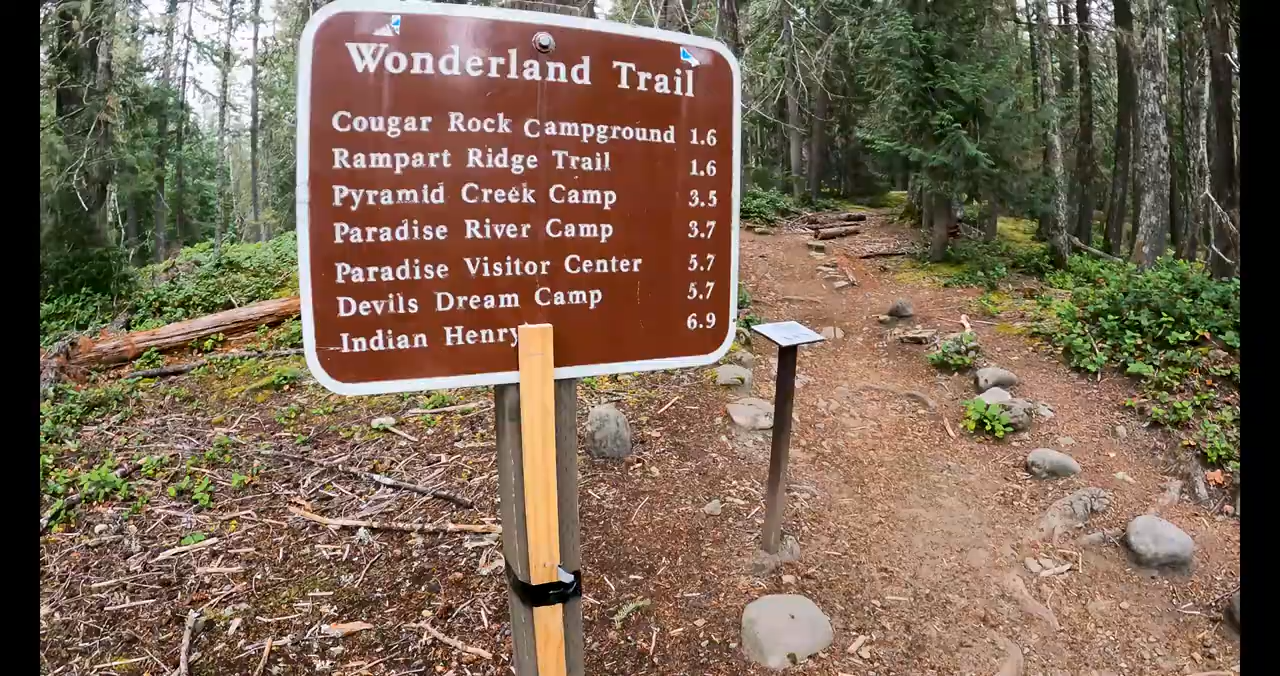 Wonderland Trail
Cougar Rock Campground 1.6
Rampart Ridge Trail 1.6
Pyramid Creek Camp 3.5
Paradise River Camp 3.7
Paradise Visitor Center 5.7
Devils Dream Camp 5.7
Indian Henry 6.9